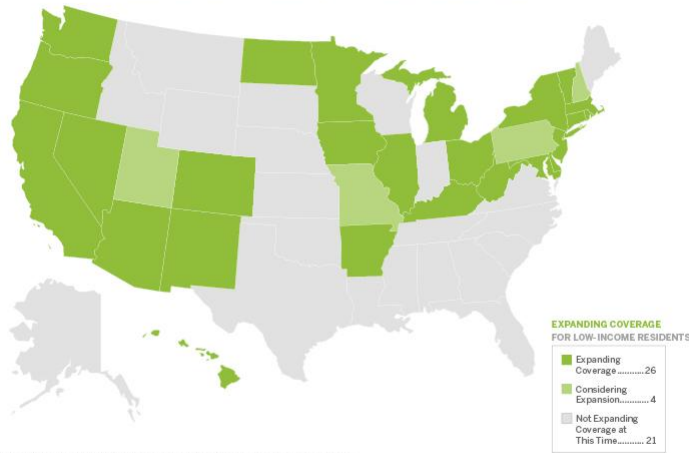 EXPANDING COVERAGE
FOR LOW-INCOME RESIDENTS
Expanding
Coverage...........26
Considering
Expansion............ 4
Not Expanding
Coverage at
This Time........... 21